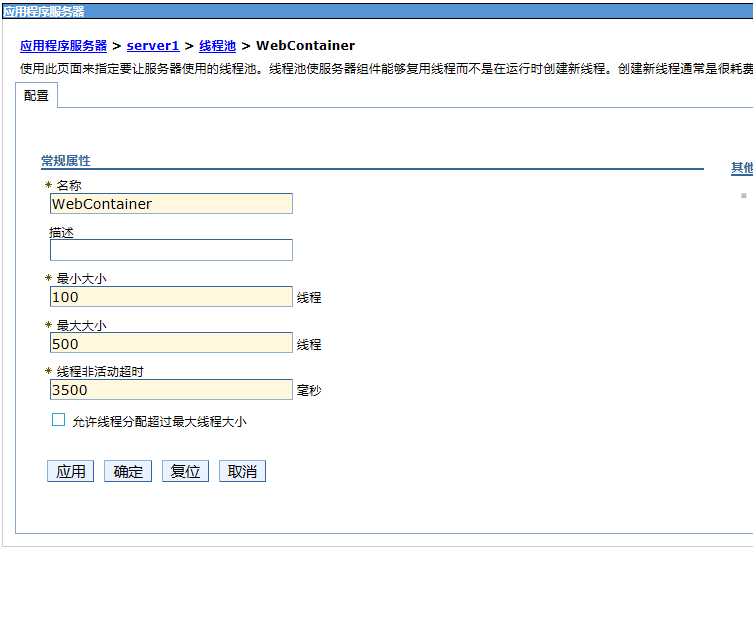 应用程序服务器
应用程序服务器 > server1 > 线程池 > WebContainer
使用此页面来指定要让服务器使用的线程池。线程池使服务器组件能够复用线程而不是在运行时创建新线程。创建新线程通常是很耗费
配置
常规属性
其他
* 名称
WebContainer
描述
* 最小大小
100 线程
* 最大大小
500 线程
* 线程非活动超时
3500 毫秒
允许线程分配超过最大线程大小
应用 确定 复位 取消